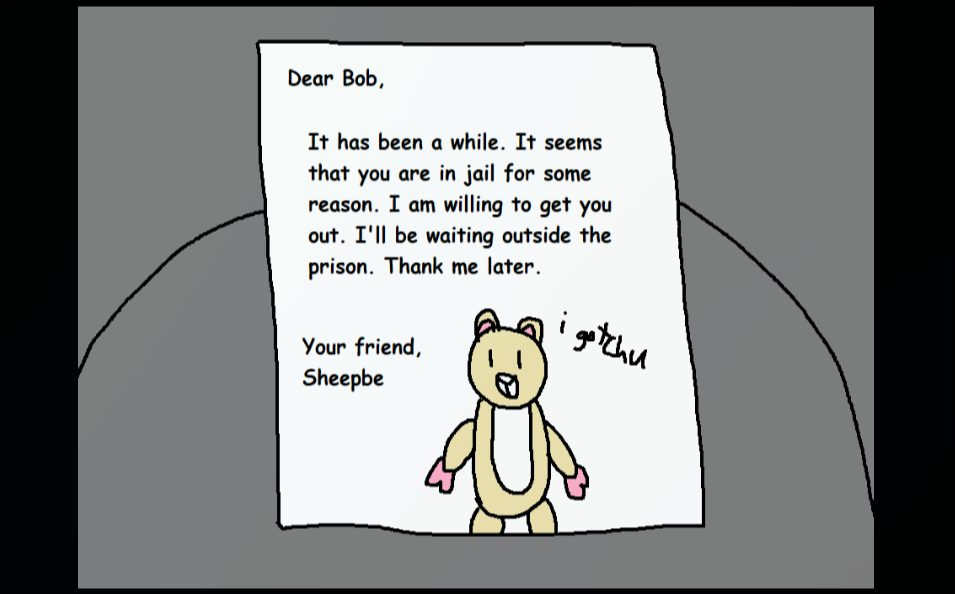 Dear Bob,
It has been a while. It seems
that you are in jail for some
reason. I am willing to get you
out. I'll be waiting outside the
prison. Thank me later.
Your friend,
Sheepbe
i gotchu